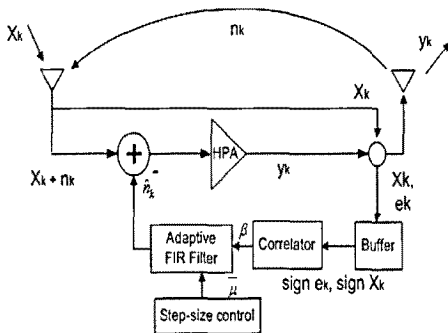 Xk
nk
yk
Xk
Xk + nk
+
-
n̂k
HPA
yk
Xk,
ek
Adaptive
FIR Filter
β
Correlator
Buffer
sign ek, sign Xk
μ̄
Step-size control